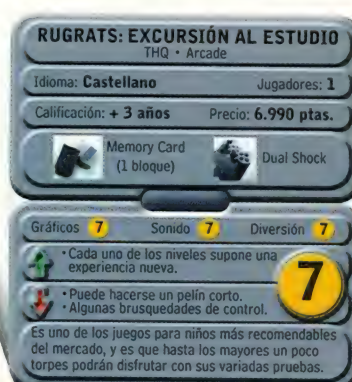 RUGRATS: EXCURSIÓN AL ESTUDIO
THQ • Arcade
Idioma: Castellano Jugadores: 1
Calificación: + 3 años Precio: 6.990 ptas.
Memory Card
(1 bloque)
Dual Shock
Gráficos 7 Sonido 7 Diversión 7
• Cada uno de los niveles supone una
experiencia nueva.
• Puede hacerse un pelín corto.
• Algunas brusquedades de control.
7
Es uno de los juegos para niños más recomendables
del mercado, y es que hasta los mayores un poco
torpes podrán disfrutar con sus variadas pruebas.